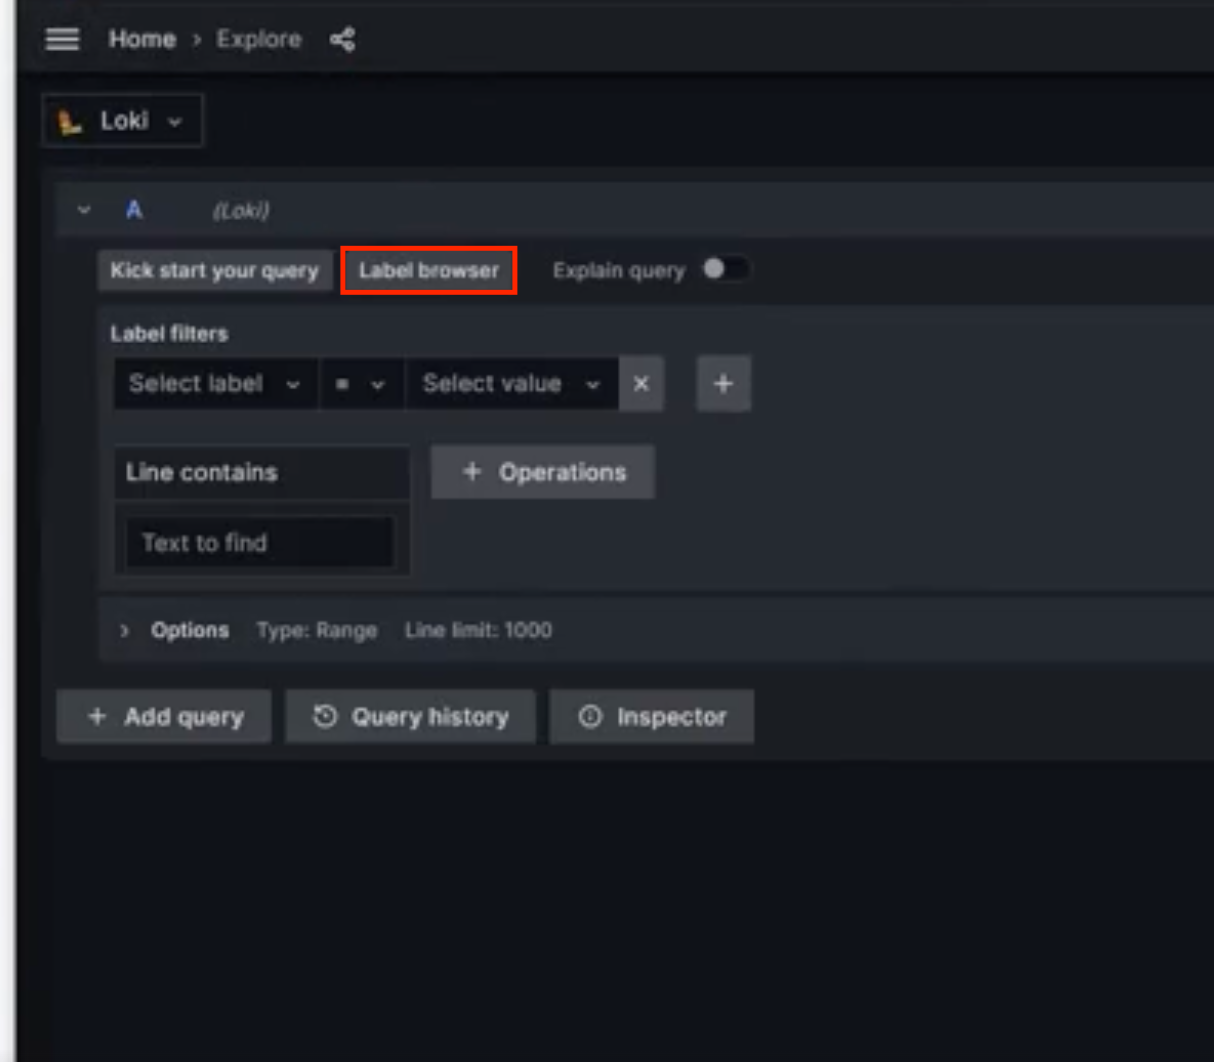 Home > Explore
Loki
A (Loki)
Kick start your query Label browser Explain query
Label filters
Select label = Select value × +
Line contains + Operations
Text to find
> Options Type: Range Line limit: 1000
+ Add query Query history Inspector